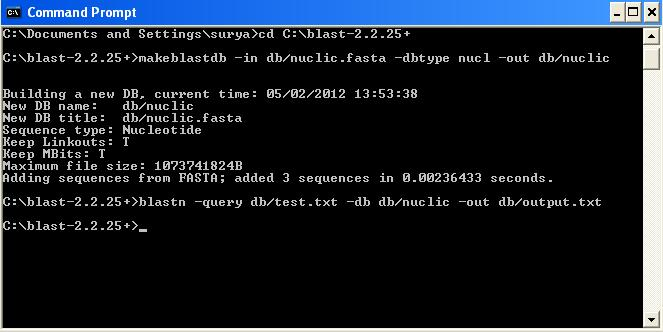 Command Prompt
C:\Documents and Settings\surya>cd C:\blast-2.2.25+
C:\blast-2.2.25+>makeblastdb -in db/nuclic.fasta -dbtype nucl -out db/nuclic
Building a new DB, current time: 05/02/2012 13:53:38
New DB name:   db/nuclic
New DB title:  db/nuclic.fasta
Sequence type: Nucleotide
Keep Linkouts: T
Keep MBits: T
Maximum file size: 1073741824B
Adding sequences from FASTA; added 3 sequences in 0.00236433 seconds.
C:\blast-2.2.25+>blastn -query db/test.txt -db db/nuclic -out db/output.txt
C:\blast-2.2.25+>_